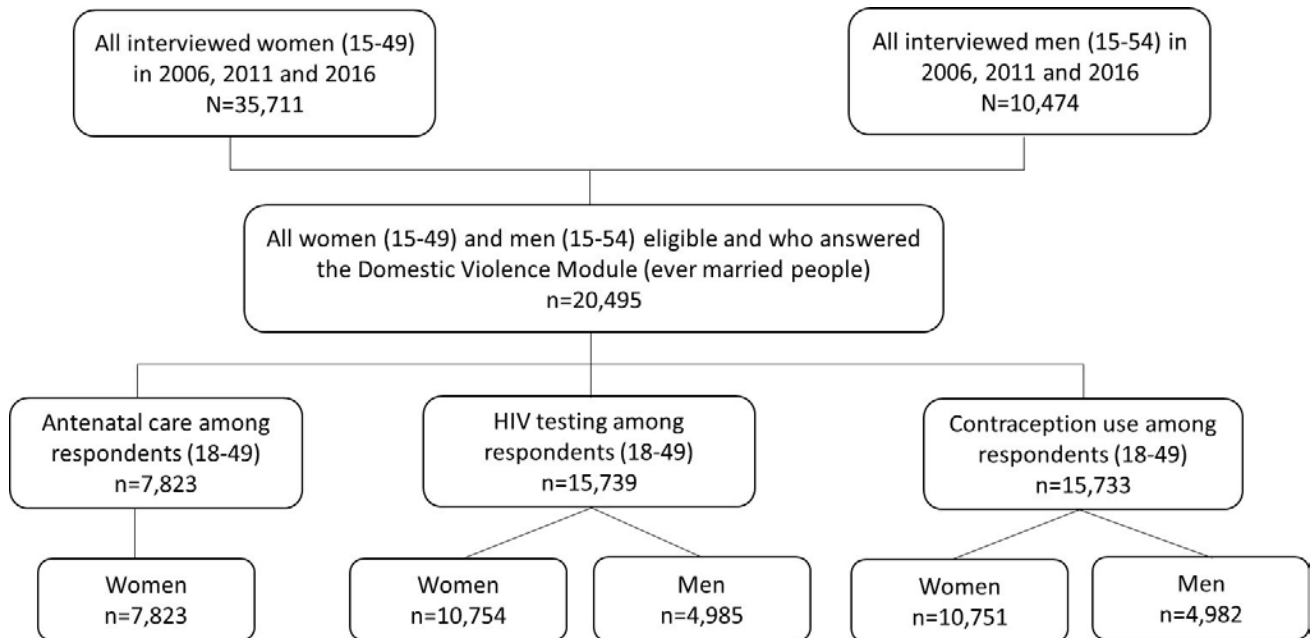 All interviewed women (15-49)
in 2006, 2011 and 2016
N=35,711
All interviewed men (15-54) in
2006, 2011 and 2016
N=10,474
All women (15-49) and men (15-54) eligible and who answered
the Domestic Violence Module (ever married people)
n=20,495
Antenatal care among
respondents (18-49)
n=7,823
HIV testing among
respondents (18-49)
n=15,739
Contraception use among
respondents (18-49)
n=15,733
Women
n=7,823
Women
n=10,754
Men
n=4,985
Women
n=10,751
Men
n=4,982